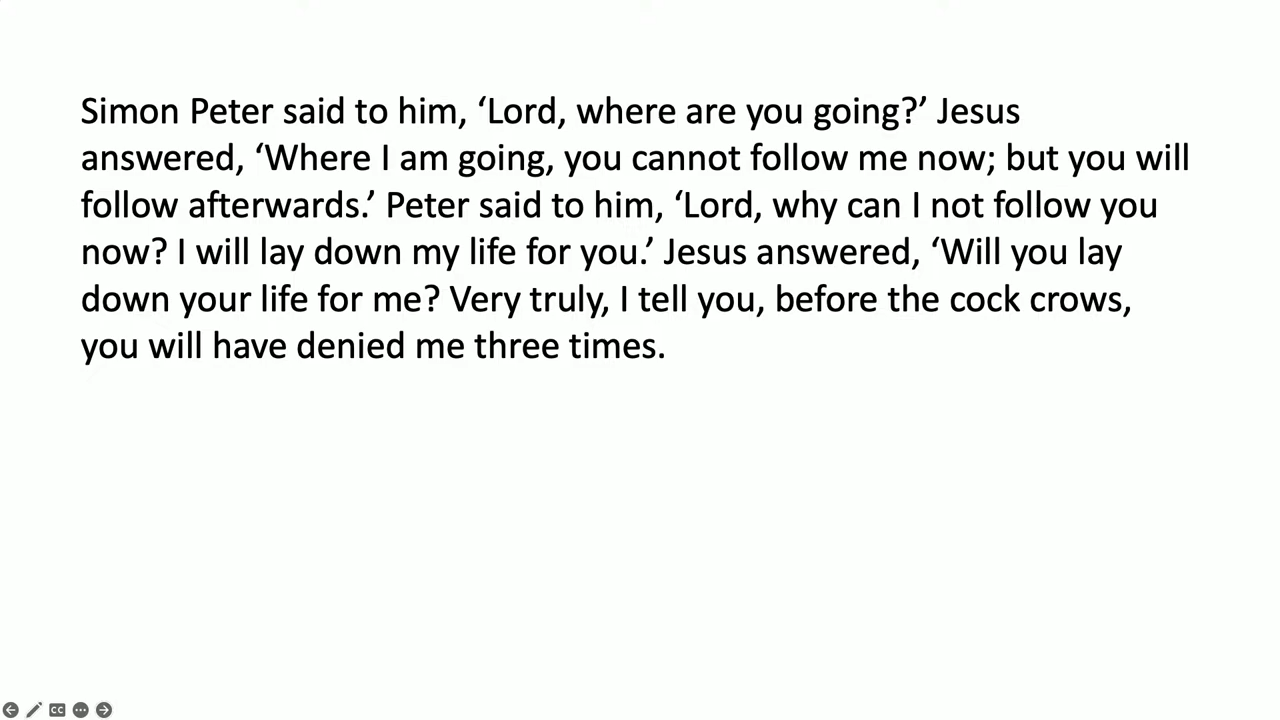 Simon Peter said to him, ‘Lord, where are you going?’ Jesus
answered, ‘Where I am going, you cannot follow me now; but you will
follow afterwards.’ Peter said to him, ‘Lord, why can I not follow you
now? I will lay down my life for you.’ Jesus answered, ‘Will you lay
down your life for me? Very truly, I tell you, before the cock crows,
you will have denied me three times.
CC